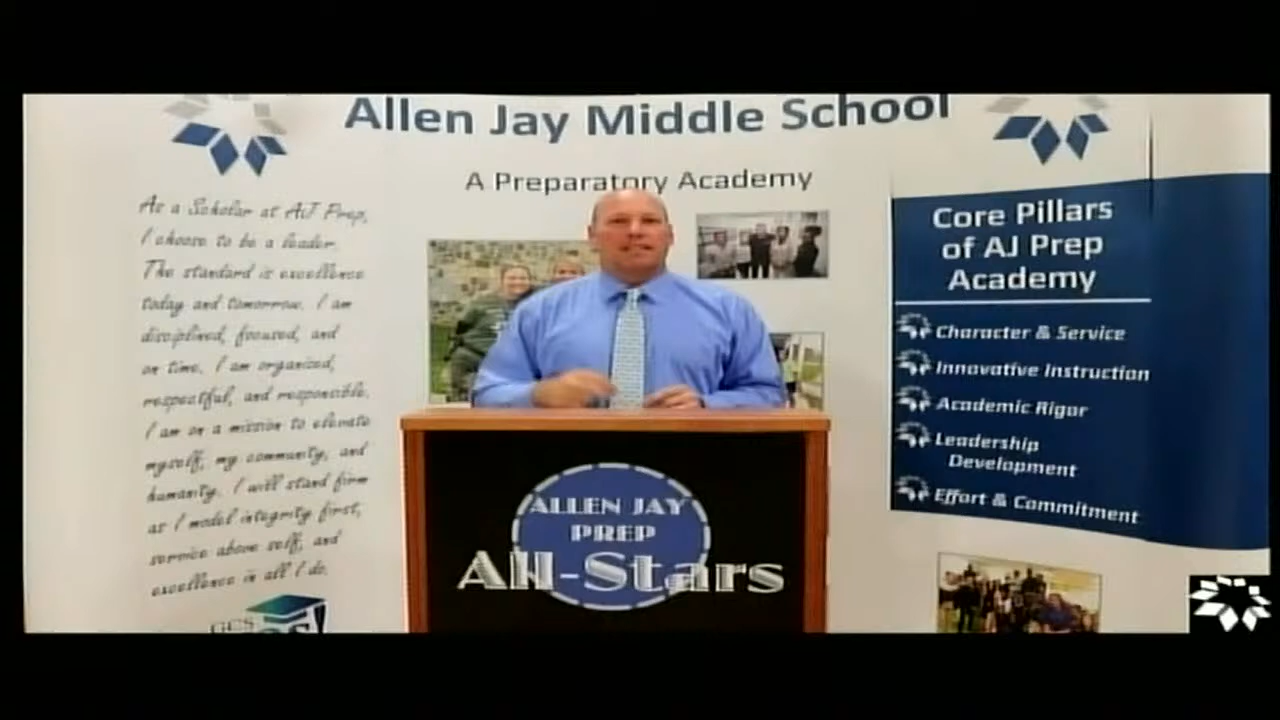 Allen Jay Middle School
A Preparatory Academy
As a Scholar at AJ Prep,
I choose to be a leader.
The standard is excellence
today and tomorrow. I am
disciplined, focused, and
on time. I am organized,
respectful, and responsible.
I am on a mission to elevate
myself, my community, and
humanity. I will stand firm
as I model integrity first,
service above self, and
excellence in all I do.
GCS
Core Pillars
of AJ Prep
Academy
Character & Service
Innovative Instruction
Academic Rigor
Leadership
Development
Effort & Commitment
ALLEN JAY
PREP
All-Stars